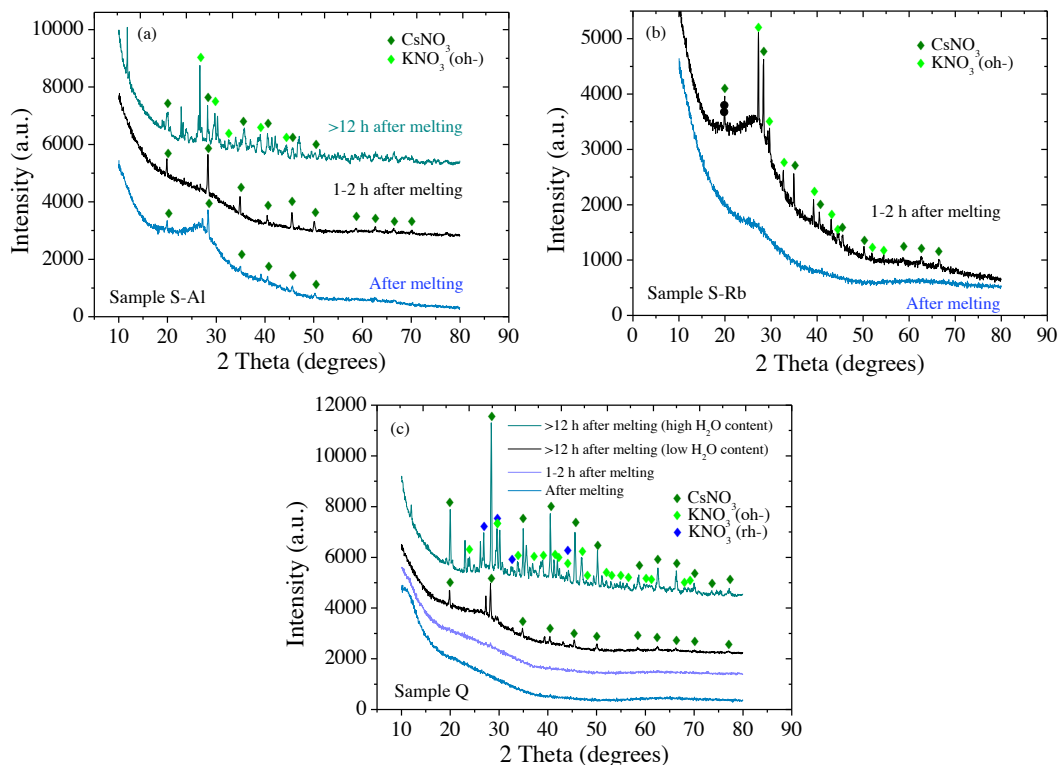 (a)
CsNO₃
KNO₃ (oh-)
>12 h after melting
1-2 h after melting
After melting
Sample S-Al
Intensity (a.u.)
10000
8000
6000
4000
2000
0
10 20 30 40 50 60 70 80 90
2 Theta (degrees)
(b)
CsNO₃
KNO₃ (oh-)
1-2 h after melting
After melting
Sample S-Rb
Intensity (a.u.)
5000
4000
3000
2000
1000
0
0 10 20 30 40 50 60 70 80 90
2 Theta (degrees)
(c)
>12 h after melting (high H₂O content)
>12 h after melting (low H₂O content)
1-2 h after melting
After melting
CsNO₃
KNO₃ (oh-)
KNO₃ (rh-)
Sample Q
Intensity (a.u.)
12000
10000
8000
6000
4000
2000
0
10 20 30 40 50 60 70 80 90
2 Theta (degrees)